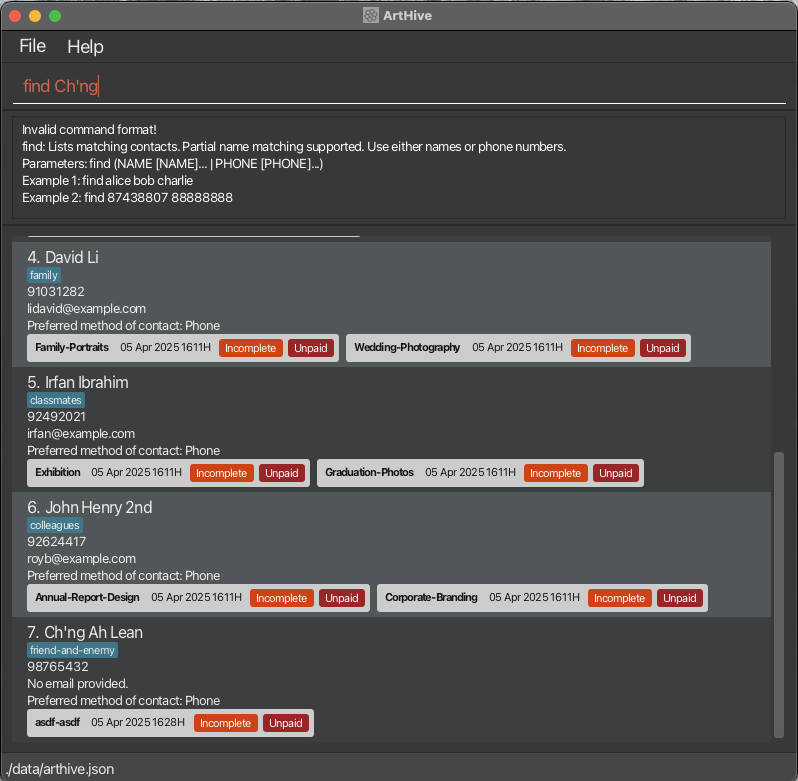 ArtHive
File Help
find Ch'ng
Invalid command format!
find: Lists matching contacts. Partial name matching supported. Use either names or phone numbers.
Parameters: find (NAME [NAME]... | PHONE [PHONE]...)
Example 1: find alice bob charlie
Example 2: find 87438807 88888888
4. David Li
family
91031282
lidavid@example.com
Preferred method of contact: Phone
Family-Portraits 05 Apr 2025 1611H Incomplete Unpaid Wedding-Photography 05 Apr 2025 1611H Incomplete Unpaid
5. Irfan Ibrahim
classmates
92492021
irfan@example.com
Preferred method of contact: Phone
Exhibition 05 Apr 2025 1611H Incomplete Unpaid Graduation-Photos 05 Apr 2025 1611H Incomplete Unpaid
6. John Henry 2nd
colleagues
92624417
royb@example.com
Preferred method of contact: Phone
Annual-Report-Design 05 Apr 2025 1611H Incomplete Unpaid Corporate-Branding 05 Apr 2025 1611H Incomplete Unpaid
7. Ch'ng Ah Lean
friend-and-enemy
98765432
No email provided.
Preferred method of contact: Phone
asdf-asdf 05 Apr 2025 1628H Incomplete Unpaid
./data/arthive.json